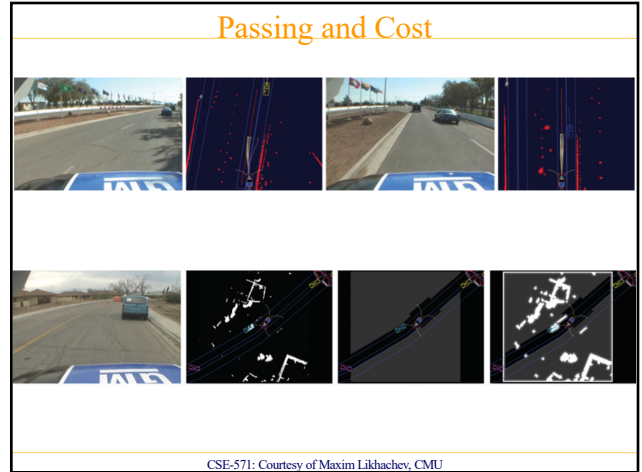 Passing and Cost
CSE-571: Courtesy of Maxim Likhachev, CMU